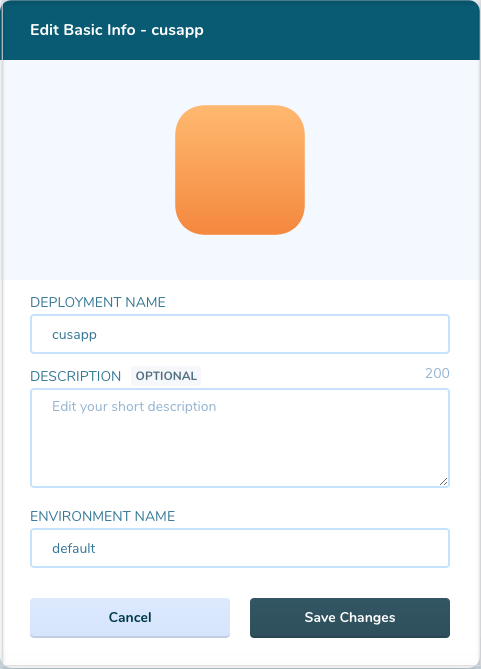 Edit Basic Info - cusapp
DEPLOYMENT NAME
cusapp
DESCRIPTION OPTIONAL 200
Edit your short description
ENVIRONMENT NAME
default
Cancel Save Changes